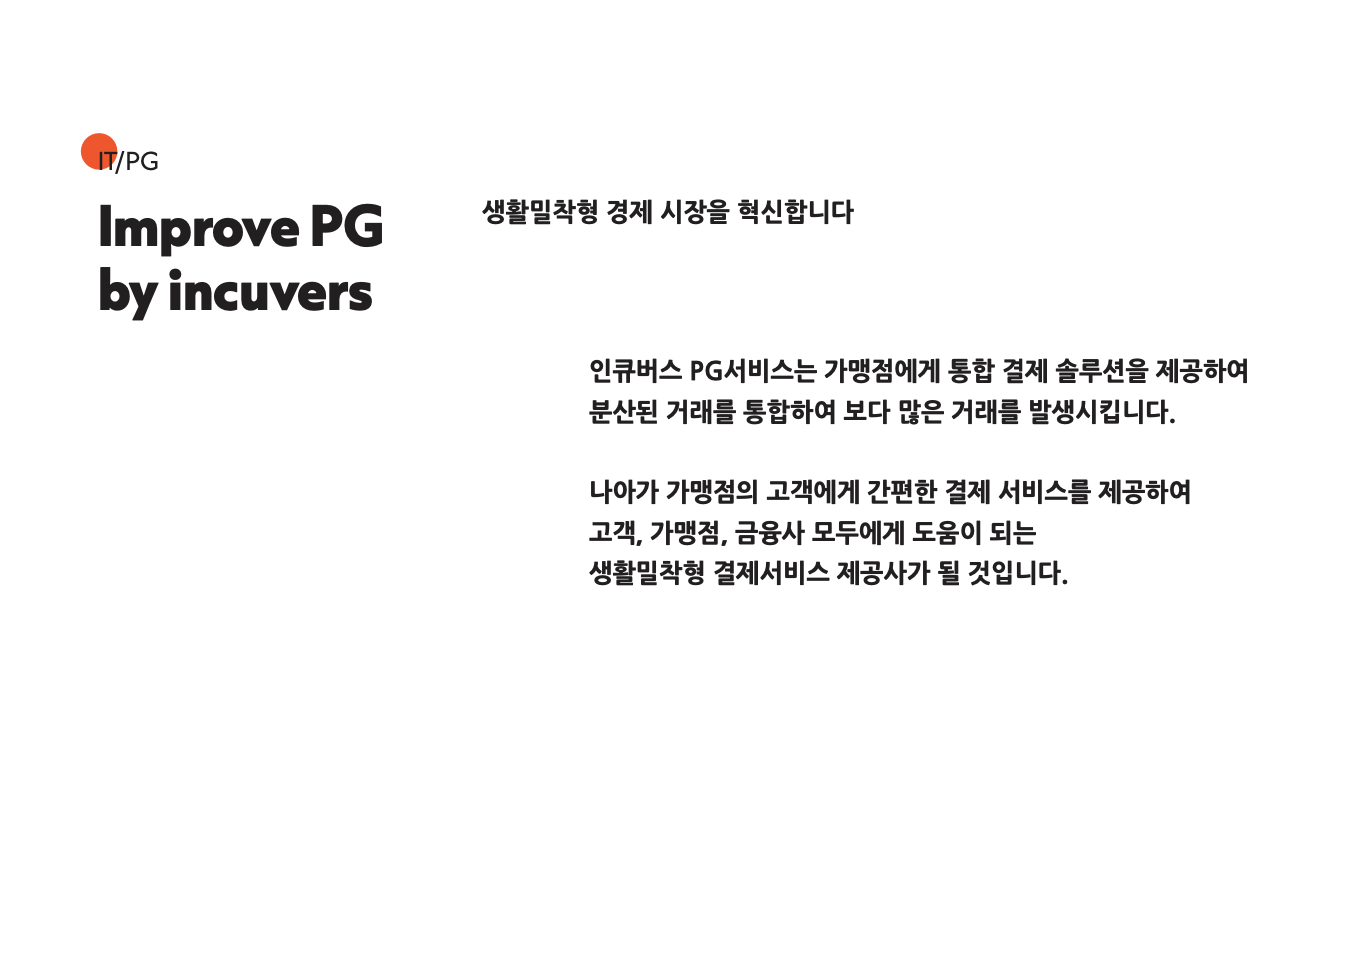 IT/PG
Improve PG
by incuvers
생활밀착형 경제 시장을 혁신합니다
인큐버스 PG서비스는 가맹점에게 통합 결제 솔루션을 제공하여
분산된 거래를 통합하여 보다 많은 거래를 발생시킵니다.
나아가 가맹점의 고객에게 간편한 결제 서비스를 제공하여
고객, 가맹점, 금융사 모두에게 도움이 되는
생활밀착형 결제서비스 제공사가 될 것입니다.